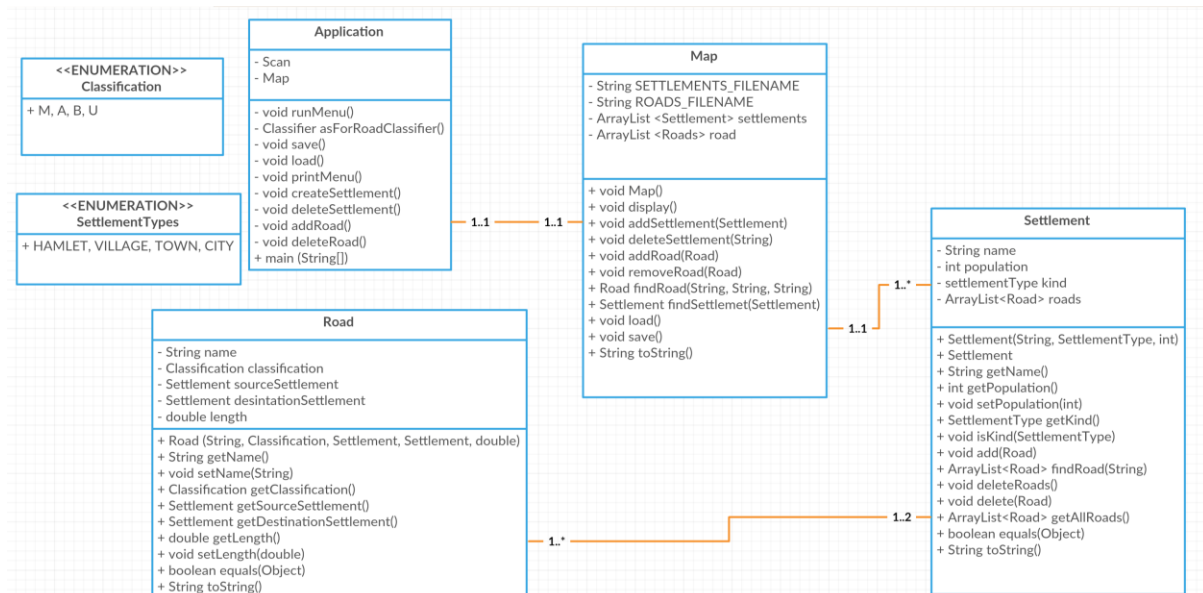 <<ENUMERATION>>
Classification
+ M, A, B, U
<<ENUMERATION>>
SettlementTypes
+ HAMLET, VILLAGE, TOWN, CITY
Application
- Scan
- Map
- void runMenu()
- Classifier asForRoadClassifier()
- void save()
- void load()
- void printMenu()
- void createSettlement()
- void deleteSettlement()
- void addRoad()
- void deleteRoad()
+ main (String[])
1..1
1..1
Map
- String SETTLEMENTS_FILENAME
- String ROADS_FILENAME
- ArrayList <Settlement> settlements
- ArrayList <Roads> road
+ void Map()
+ void display()
+ void addSettlement(Settlement)
+ void deleteSettlement(String)
+ void addRoad(Road)
+ void removeRoad(Road)
+ Road findRoad(String, String, String)
+ Settlement findSettlemet(Settlement)
+ void load()
+ void save()
+ String toString()
1..1
1..*
Settlement
- String name
- int population
- settlementType kind
- ArrayList<Road> roads
+ Settlement(String, SettlementType, int)
+ Settlement
+ String getName()
+ int getPopulation()
+ void setPopulation(int)
+ SettlementType getKind()
+ void isKind(SettlementType)
+ void add(Road)
+ ArrayList<Road> findRoad(String)
+ void deleteRoads()
+ void delete(Road)
+ ArrayList<Road> getAllRoads()
+ boolean equals(Object)
+ String toString()
Road
- String name
- Classification classification
- Settlement sourceSettlement
- Settlement desintationSettlement
- double length
+ Road (String, Classification, Settlement, Settlement, double)
+ String getName()
+ void setName(String)
+ Classification getClassification()
+ Settlement getSourceSettlement()
+ Settlement getDestinationSettlement()
+ double getLength()
+ void setLength(double)
+ boolean equals(Object)
+ String toString()
1..*
1..2